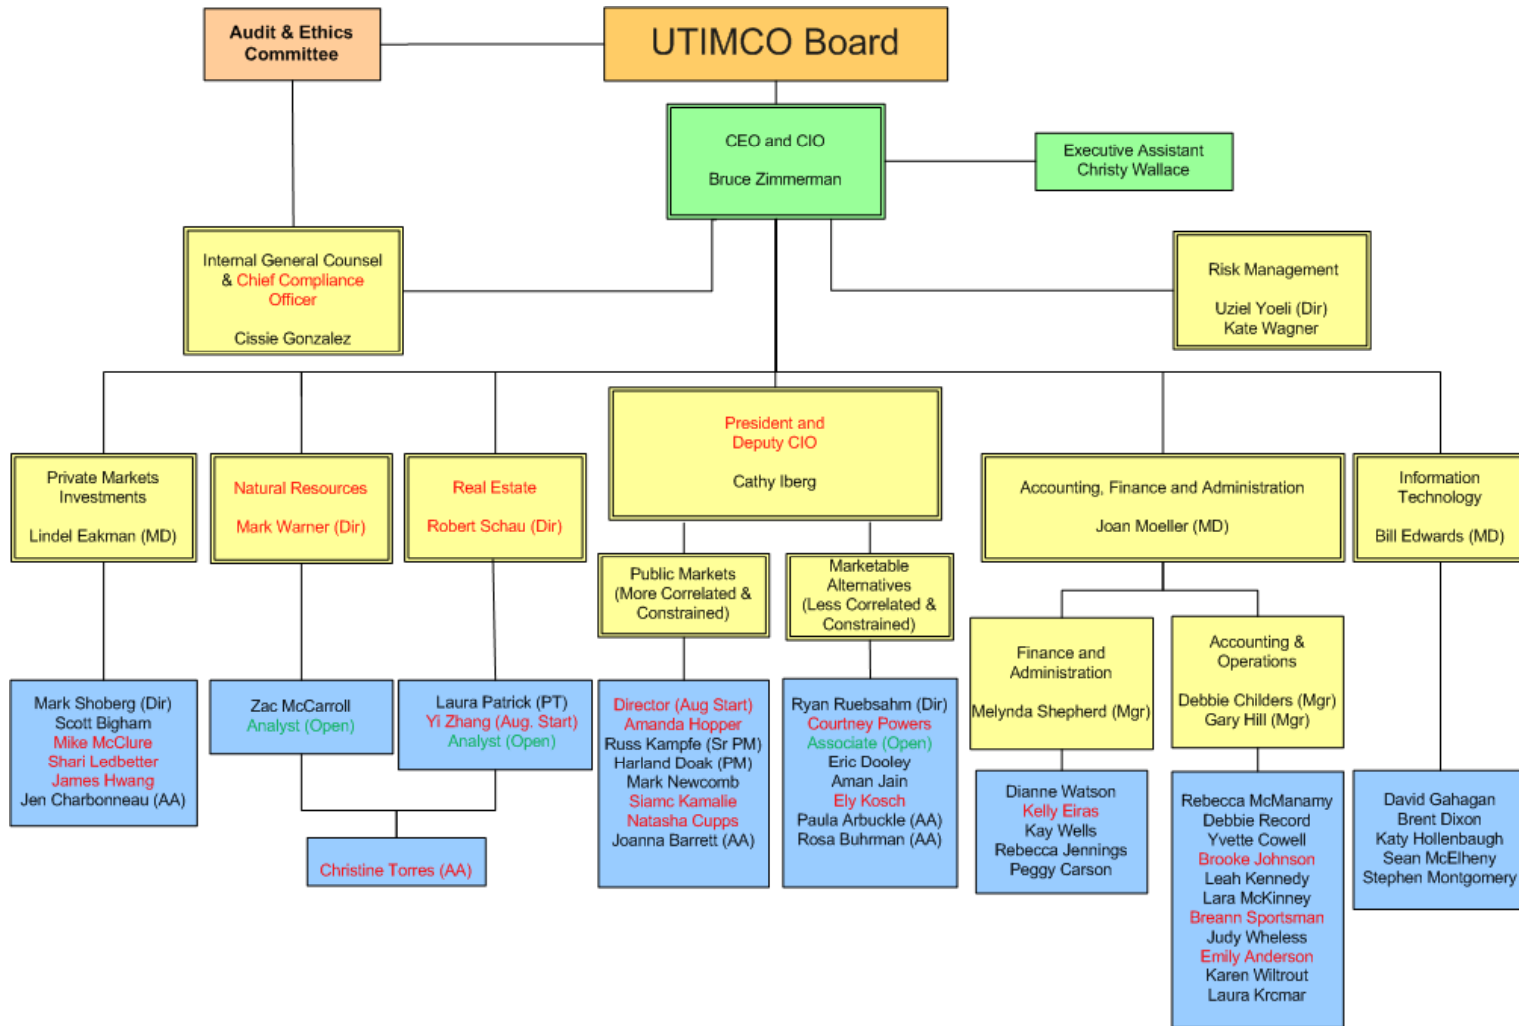 Audit & Ethics
Committee
UTIMCO Board
CEO and CIO
Bruce Zimmerman
Executive Assistant
Christy Wallace
Internal General Counsel
& Chief Compliance
Officer
Cissie Gonzalez
Risk Management
Uziel Yoeli (Dir)
Kate Wagner
Private Markets
Investments
Lindel Eakman (MD)
Natural Resources
Mark Warner (Dir)
Real Estate
Robert Schau (Dir)
President and
Deputy CIO
Cathy Iberg
Accounting, Finance and Administration
Joan Moeller (MD)
Information
Technology
Bill Edwards (MD)
Public Markets
(More Correlated &
Constrained)
Marketable
Alternatives
(Less Correlated &
Constrained)
Finance and
Administration
Melynda Shepherd (Mgr)
Accounting &
Operations
Debbie Childers (Mgr)
Gary Hill (Mgr)
Mark Shoberg (Dir)
Scott Bigham
Mike McClure
Shari Ledbetter
James Hwang
Jen Charbonneau (AA)
Zac McCarroll
Analyst (Open)
Laura Patrick (PT)
Yi Zhang (Aug. Start)
Analyst (Open)
Christine Torres (AA)
Director (Aug Start)
Amanda Hopper
Russ Kampfe (Sr PM)
Harland Doak (PM)
Mark Newcomb
Siamc Kamalie
Natasha Cupps
Joanna Barrett (AA)
Ryan Ruebsahm (Dir)
Courtney Powers
Associate (Open)
Eric Dooley
Aman Jain
Ely Kosch
Paula Arbuckle (AA)
Rosa Buhrman (AA)
Dianne Watson
Kelly Eiras
Kay Wells
Rebecca Jennings
Peggy Carson
Rebecca McManamy
Debbie Record
Yvette Cowell
Brooke Johnson
Leah Kennedy
Lara McKinney
Breann Sportsman
Judy Wheless
Emily Anderson
Karen Wiltrout
Laura Krcmar
David Gahagan
Brent Dixon
Katy Hollenbaugh
Sean McElheny
Stephen Montgomery